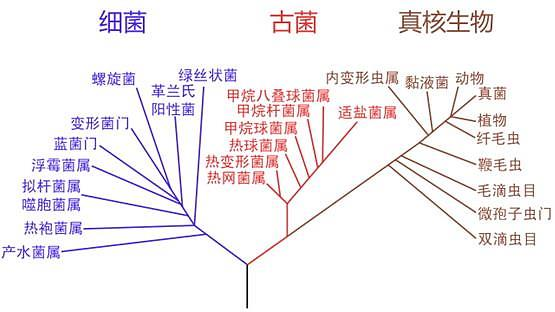 细菌
古菌
真核生物
螺旋菌
革兰氏
阳性菌
绿丝状菌
变形菌门
蓝菌门
浮霉菌属
拟杆菌属
噬胞菌属
热袍菌属
产水菌属
甲烷八叠球菌属
甲烷杆菌属
适盐菌属
甲烷球菌属
热球菌属
热变形菌属
热网菌属
内变形虫属
黏液菌
动物
真菌
植物
纤毛虫
鞭毛虫
毛滴虫目
微孢子虫门
双滴虫目